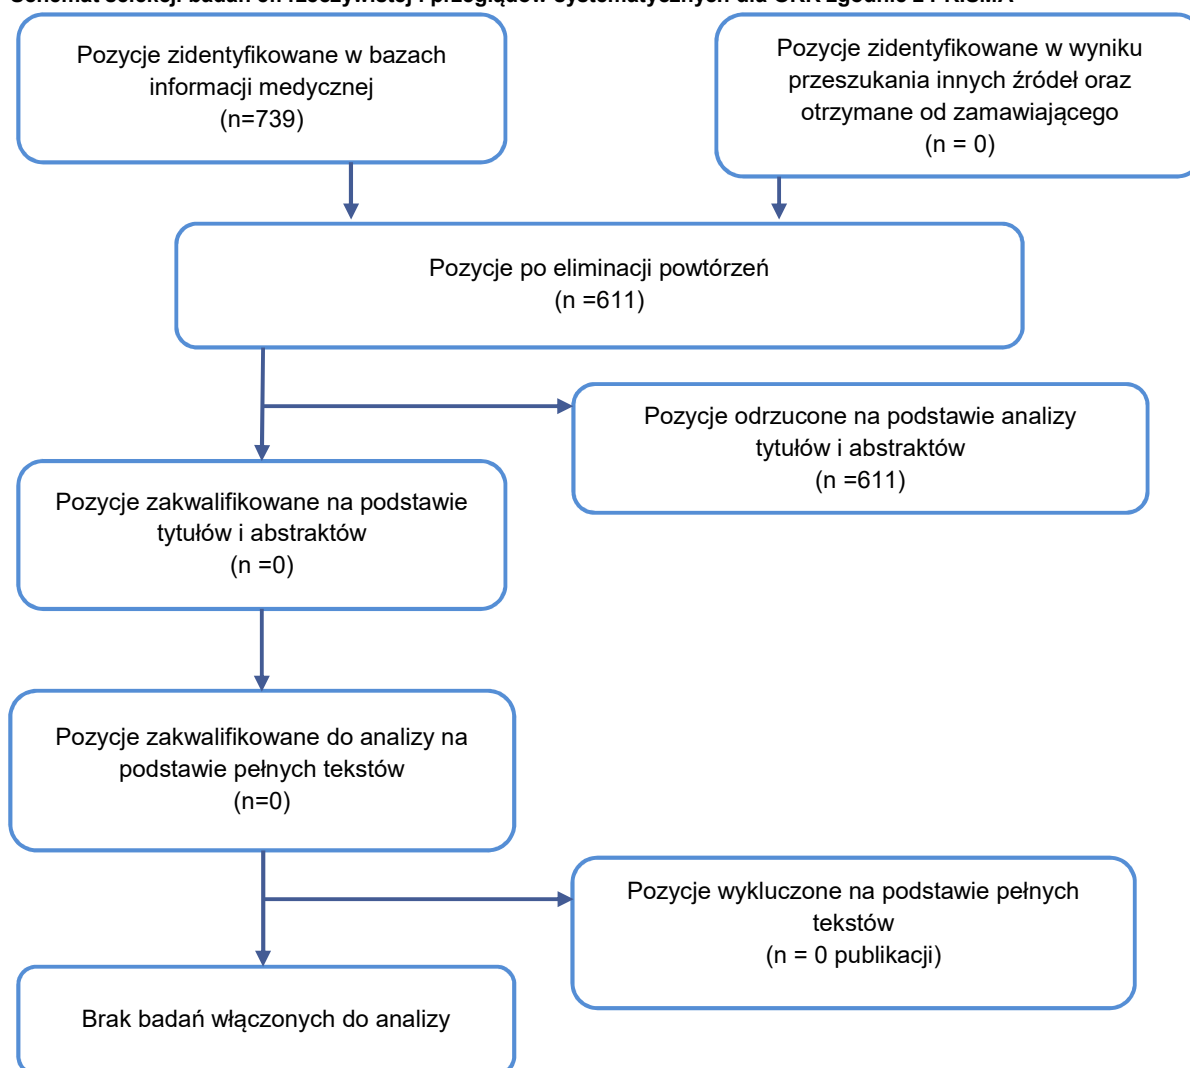 Pozycje zidentyfikowane w bazach
informacji medycznej
(n=739)
Pozycje zidentyfikowane w wyniku
przeszukania innych źródeł oraz
otrzymane od zamawiającego
(n = 0)
Pozycje po eliminacji powtórzeń
(n =611)
Pozycje odrzucone na podstawie analizy
tytułów i abstraktów
(n =611)
Pozycje zakwalifikowane na podstawie
tytułów i abstraktów
(n =0)
Pozycje zakwalifikowane do analizy na
podstawie pełnych tekstów
(n=0)
Pozycje wykluczone na podstawie pełnych
tekstów
(n = 0 publikacji)
Brak badań włączonych do analizy